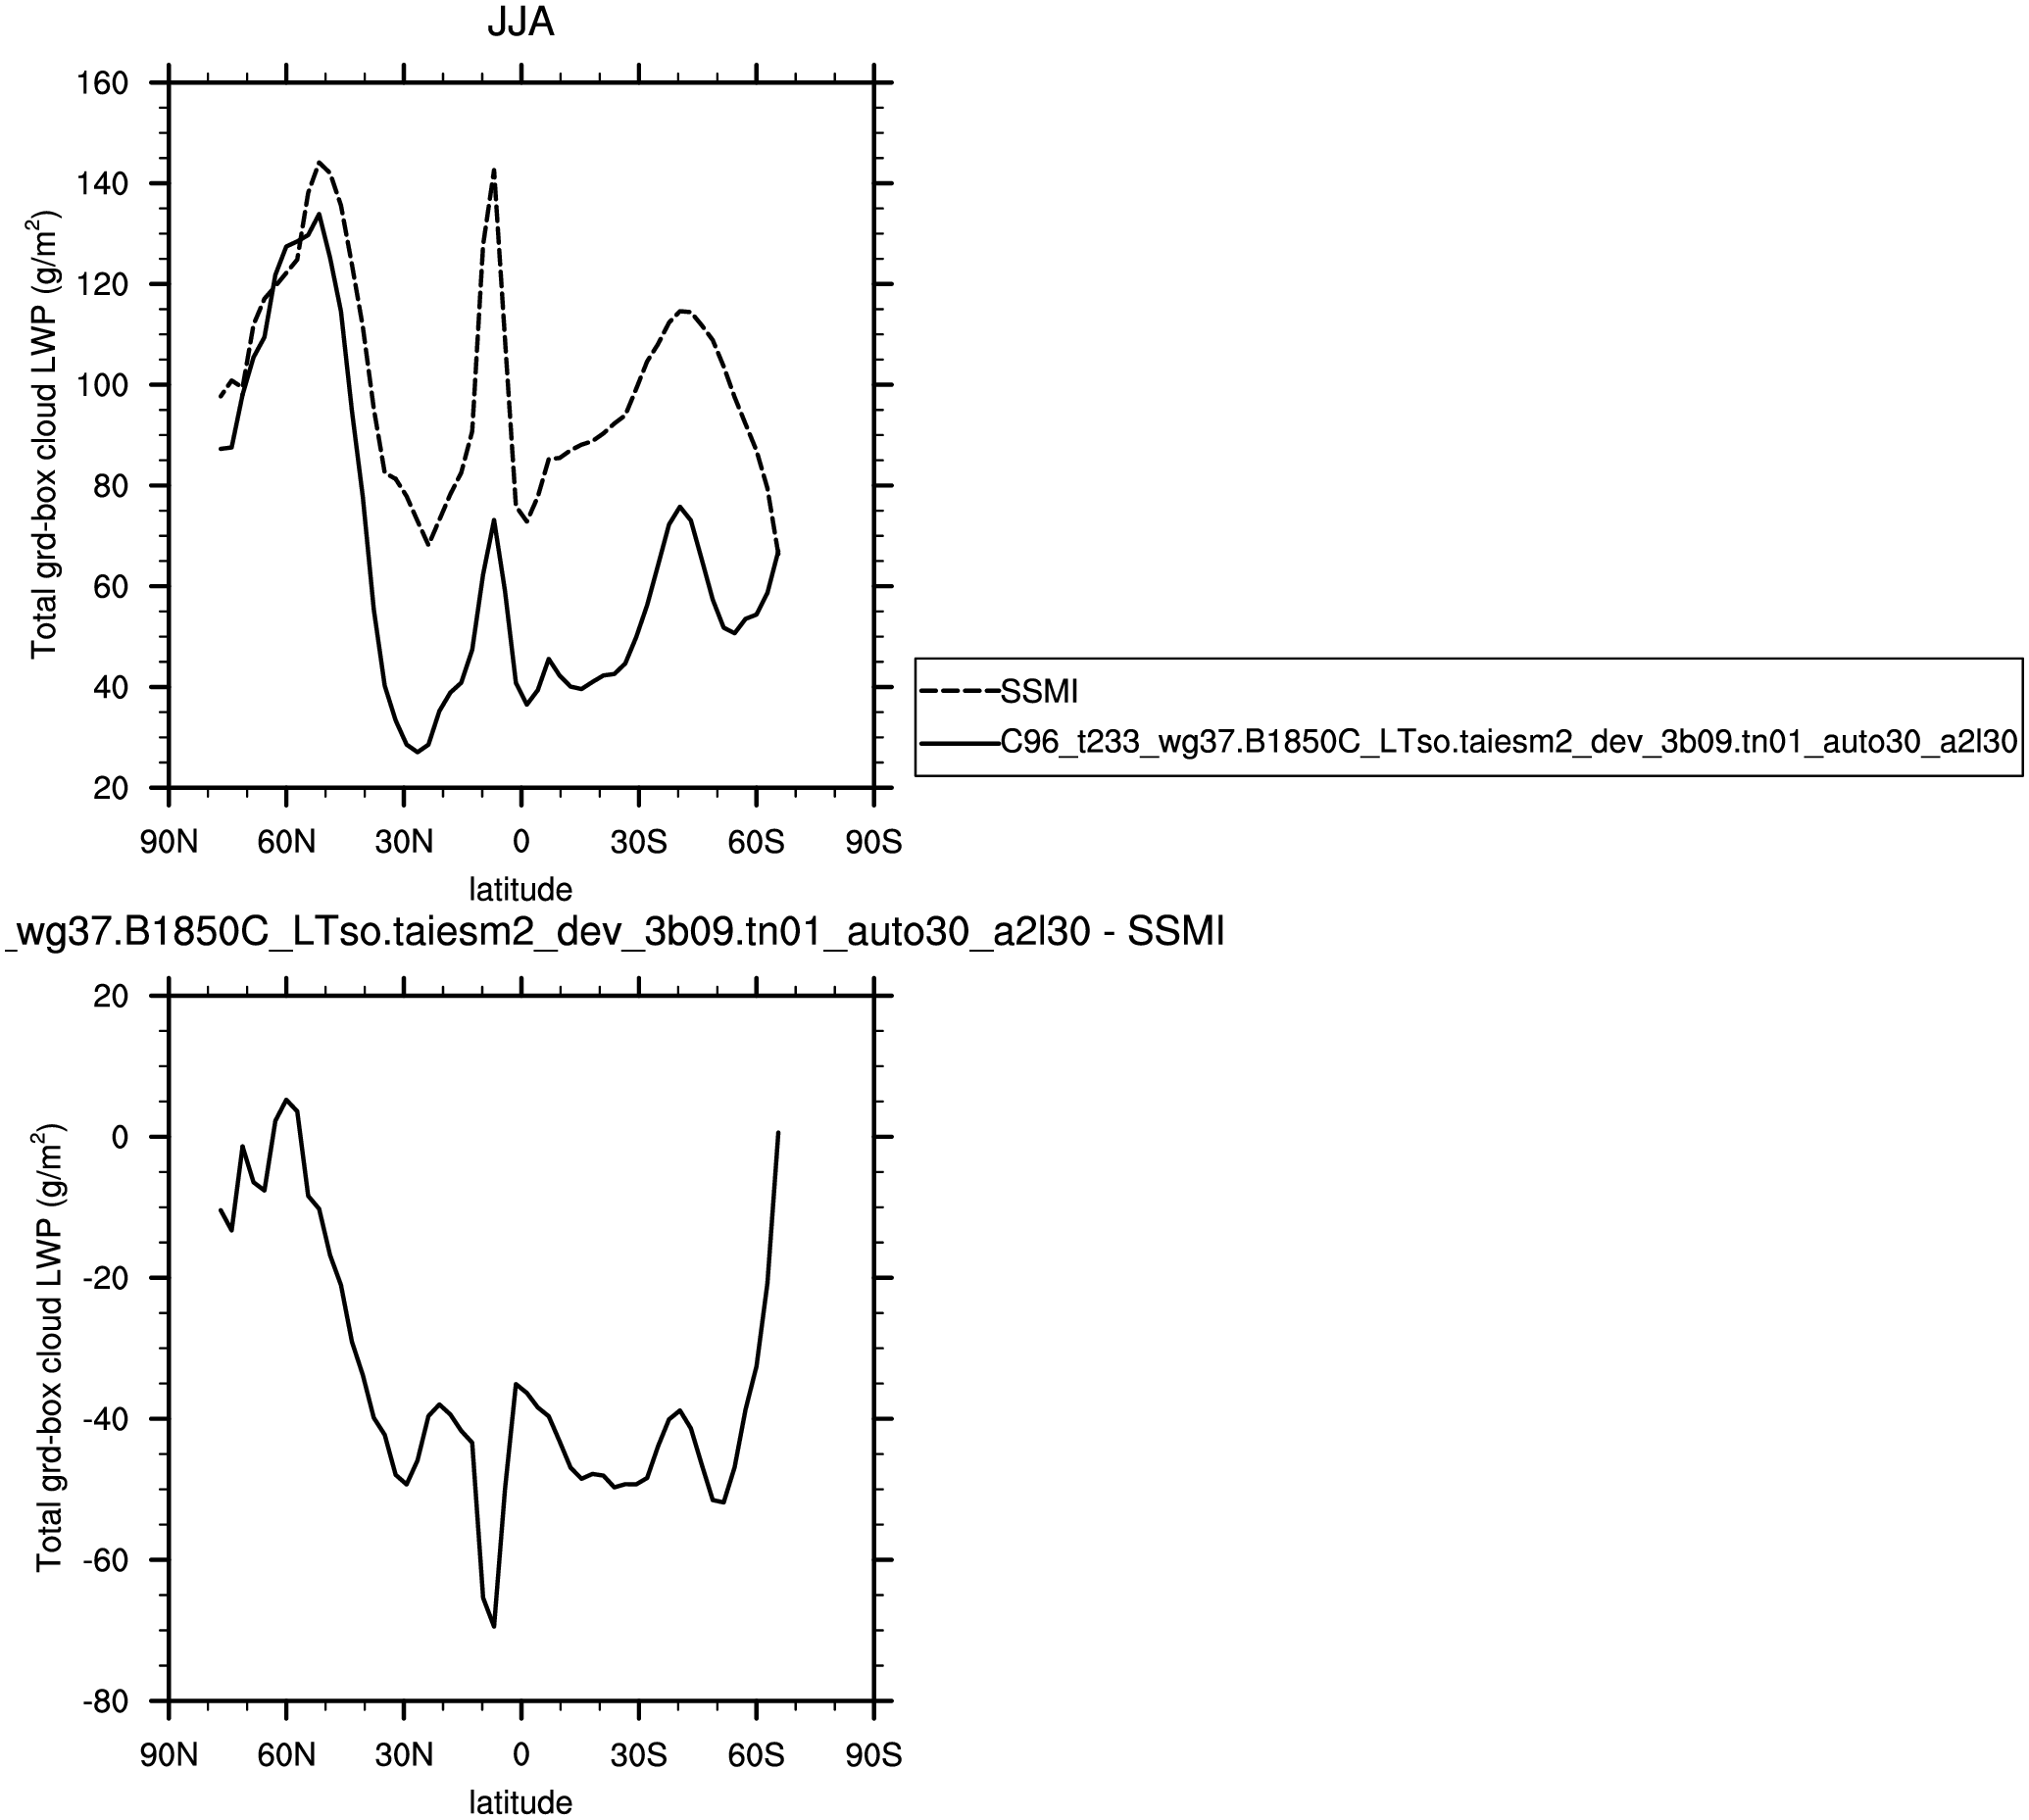 JJA
160
140
120
100
80
60
40
20
Total grd-box cloud LWP (g/m²)
90N 60N 30N 0 30S 60S 90S
latitude
SSMI
C96_t233_wg37.B1850C_LTso.taiesm2_dev_3b09.tn01_auto30_a2l30
_wg37.B1850C_LTso.taiesm2_dev_3b09.tn01_auto30_a2l30 - SSMI
20
0
-20
-40
-60
-80
Total grd-box cloud LWP (g/m²)
90N 60N 30N 0 30S 60S 90S
latitude